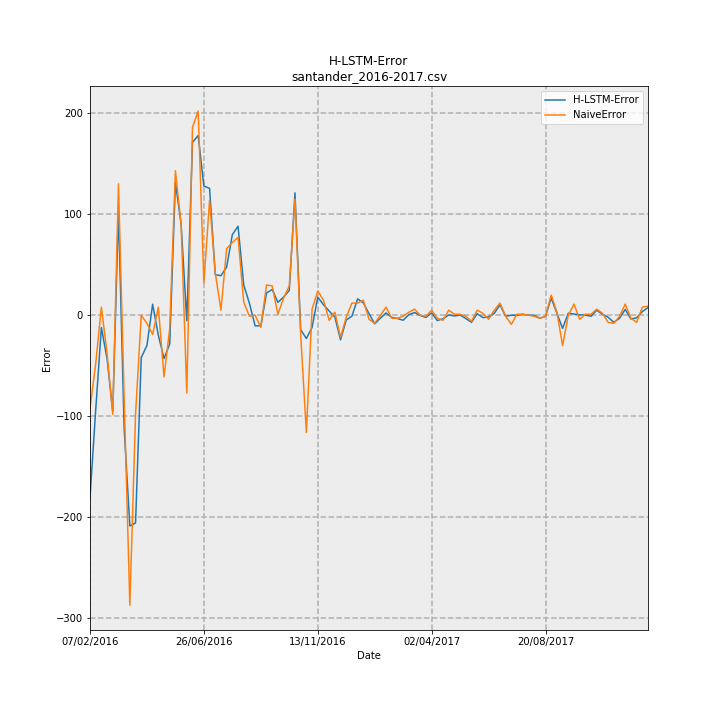 H-LSTM-Error
santander_2016-2017.csv
H-LSTM-Error
NaiveError
200
100
0
−100
−200
−300
Error
07/02/2016 26/06/2016 13/11/2016 02/04/2017 20/08/2017
Date